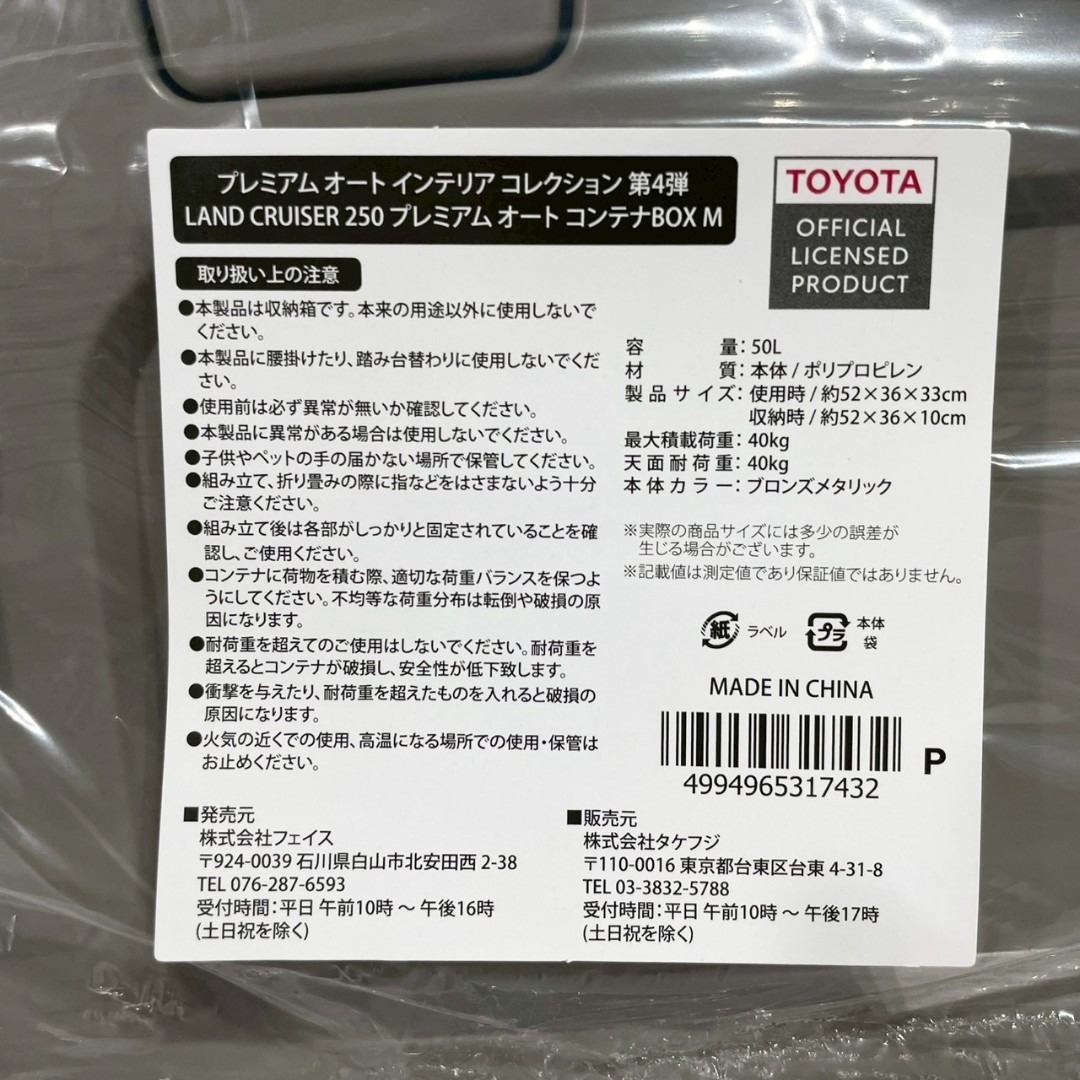 プレミアム オート インテリア コレクション 第4弾
LAND CRUISER 250 プレミアム オート コンテナBOX M
TOYOTA
OFFICIAL
LICENSED
PRODUCT
取り扱い上の注意
●本製品は収納箱です。本来の用途以外に使用しないで
ください。
●本製品に腰掛けたり、踏み台替わりに使用しないでくだ
さい。
●使用前は必ず異常が無いか確認してください。
●本製品に異常がある場合は使用しないでください。
●子供やペットの手の届かない場所で保管してください。
●組み立て、折り畳みの際に指などをはさまないよう十分
ご注意ください。
●組み立て後は各部がしっかりと固定されていることを確
認し、ご使用ください。
●コンテナに荷物を積む際、適切な荷重バランスを保つよ
うにしてください。不均等な荷重分布は転倒や破損の原
因になります。
●耐荷重を超えてのご使用はしないでください。耐荷重を
超えるとコンテナが破損し、安全性が低下致します。
●衝撃を与えたり、耐荷重を超えたものを入れると破損の
原因になります。
●火気の近くでの使用、高温になる場所での使用・保管は
お止めください。
容量：50L
材質：本体 / ポリプロピレン
製品サイズ：使用時 / 約52×36×33cm
収納時 / 約52×36×10cm
最大積載荷重：40kg
天面耐荷重：40kg
本体カラー：ブロンズメタリック
※実際の商品サイズには多少の誤差が
生じる場合がございます。
※記載値は測定値であり保証値ではありません。
紙 ラベル プラ 本体
袋
MADE IN CHINA
4994965317432
P
■発売元
株式会社フェイス
〒924-0039 石川県白山市北安田西 2-38
TEL 076-287-6593
受付時間：平日 午前10時 ～ 午後16時
(土日祝を除く)
■販売元
株式会社タケフジ
〒110-0016 東京都台東区台東 4-31-8
TEL 03-3832-5788
受付時間：平日 午前10時 ～ 午後17時
(土日祝を除く)